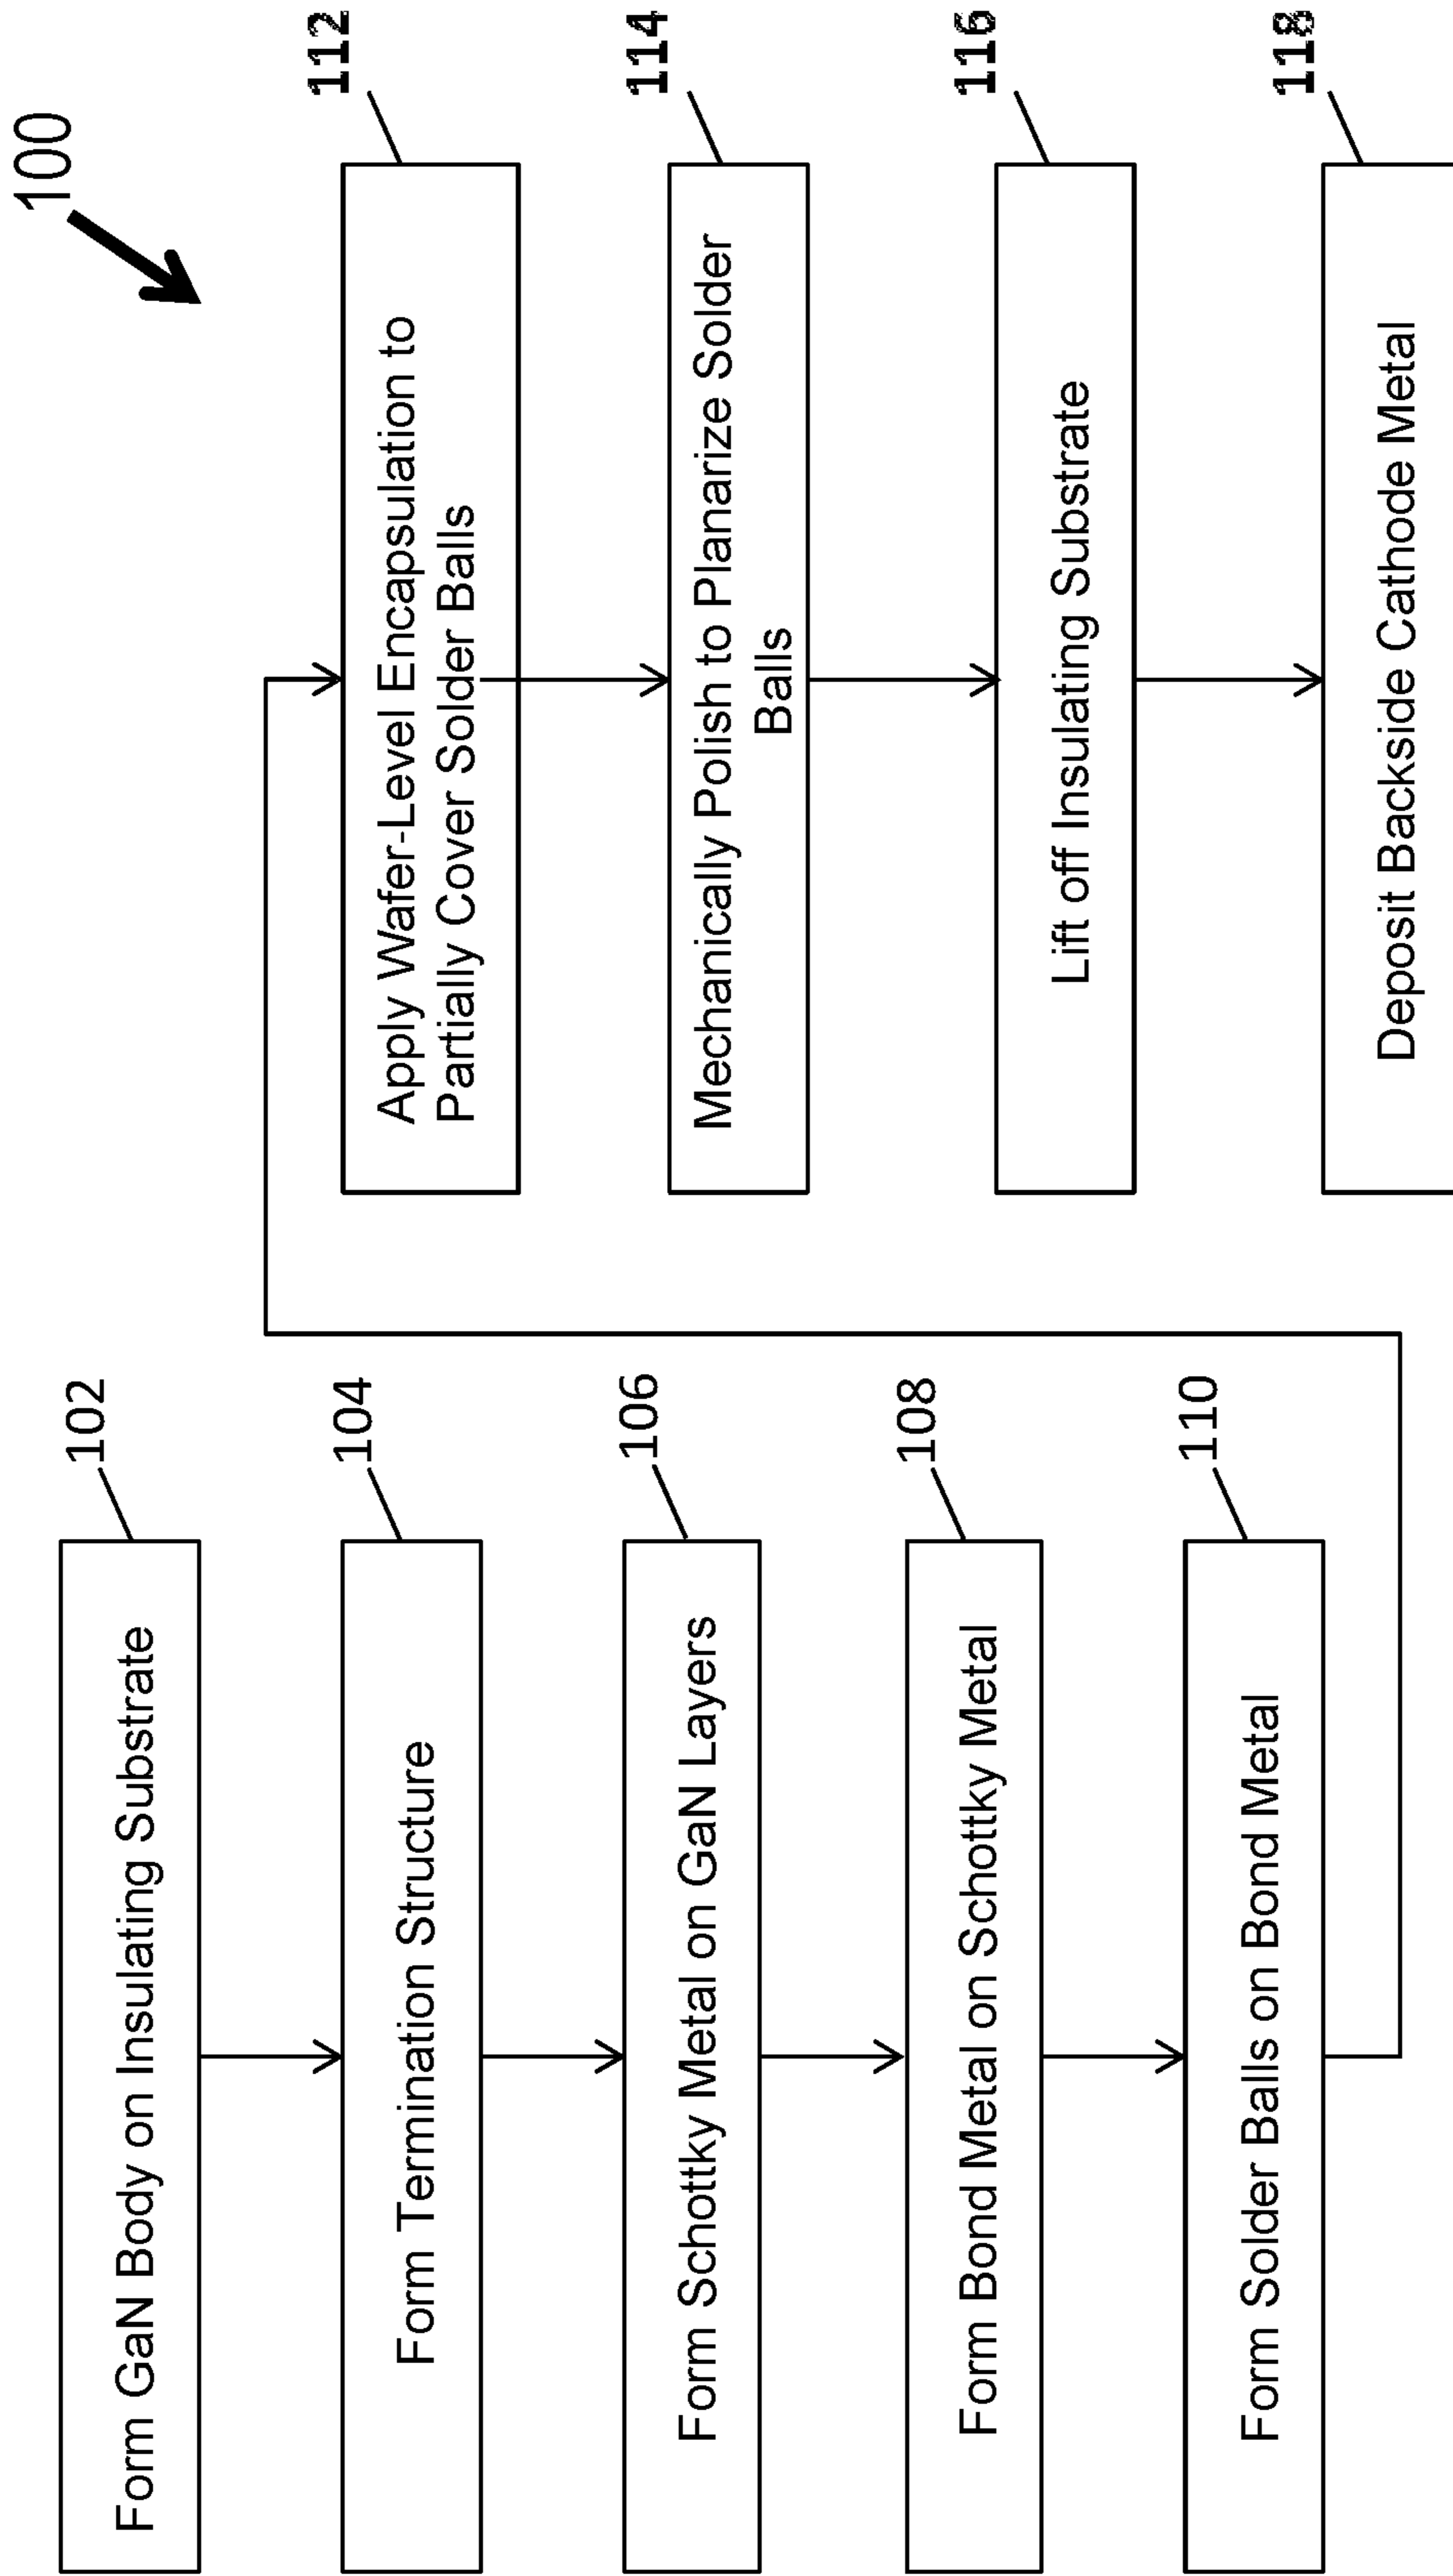 100
Form GaN Body on Insulating Substrate
102
Form Termination Structure
104
Form Schottky Metal on GaN Layers
106
Form Bond Metal on Schottky Metal
108
Form Solder Balls on Bond Metal
110
Apply Wafer-Level Encapsulation to
Partially Cover Solder Balls
112
Mechanically Polish to Planarize Solder
Balls
114
Lift off Insulating Substrate
116
Deposit Backside Cathode Metal
118